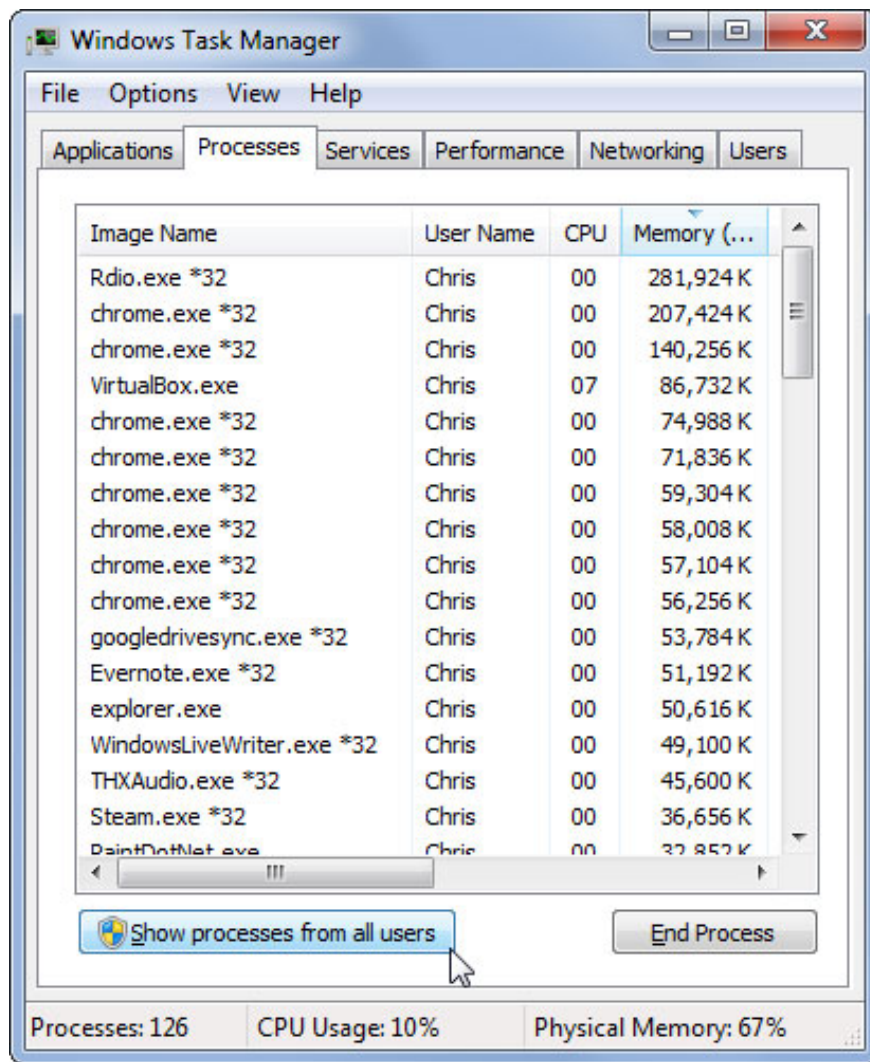 Windows Task Manager
File Options View Help
Applications Processes Services Performance Networking Users
Image Name User Name CPU Memory (...
Rdio.exe *32 Chris 00 281,924 K
chrome.exe *32 Chris 00 207,424 K
chrome.exe *32 Chris 00 140,256 K
VirtualBox.exe Chris 07 86,732 K
chrome.exe *32 Chris 00 74,988 K
chrome.exe *32 Chris 00 71,836 K
chrome.exe *32 Chris 00 59,304 K
chrome.exe *32 Chris 00 58,008 K
chrome.exe *32 Chris 00 57,104 K
chrome.exe *32 Chris 00 56,256 K
googledrivesync.exe *32 Chris 00 53,784 K
Evernote.exe *32 Chris 00 51,192 K
explorer.exe Chris 00 50,616 K
WindowsLiveWriter.exe *32 Chris 00 49,100 K
THXAudio.exe *32 Chris 00 45,600 K
Steam.exe *32 Chris 00 36,656 K
PaintDotNet.exe Chris 00 32,852 K
Show processes from all users End Process
Processes: 126 CPU Usage: 10% Physical Memory: 67%